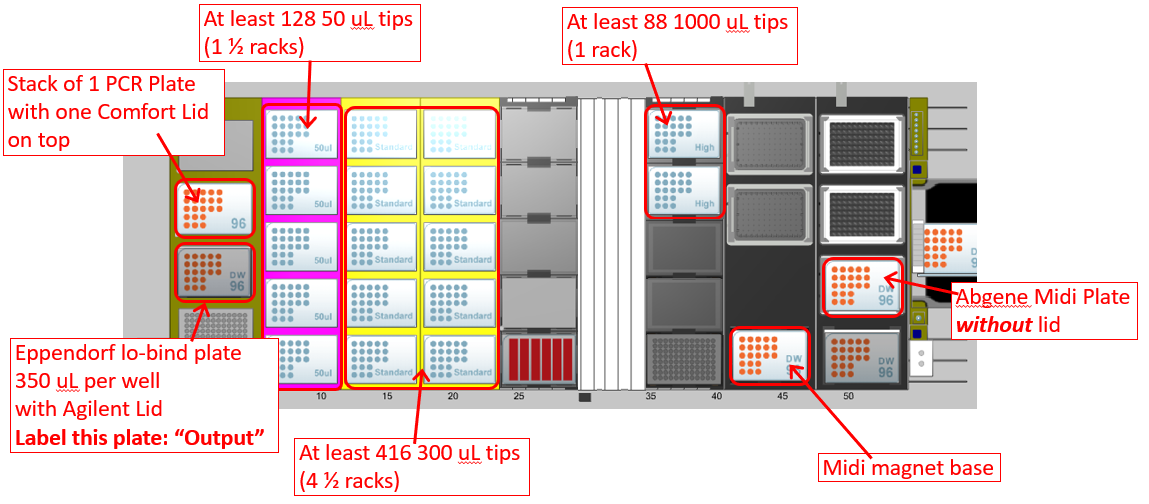 At least 128 50 uL tips
(1 ½ racks)
At least 88 1000 uL tips
(1 rack)
Stack of 1 PCR Plate
with one Comfort Lid
on top
96
DW
96
50ul
50ul
50ul
50ul
50ul
Standard
Standard
Standard
Standard
Standard
Standard
Standard
Standard
Standard
Standard
High
High
DW
96
DW
96
DW
Abgene Midi Plate
without lid
Eppendorf lo-bind plate
350 uL per well
with Agilent Lid
Label this plate: “Output”
10
15
20
25
35
40
45
50
At least 416 300 uL tips
(4 ½ racks)
Midi magnet base